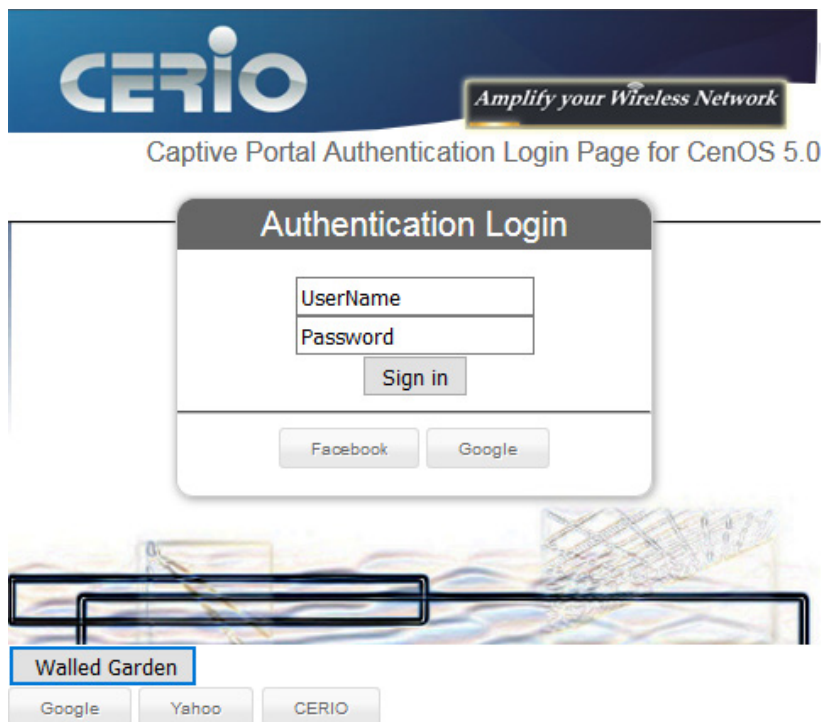 CERIO
Amplify your Wireless Network
Captive Portal Authentication Login Page for CenOS 5.0
Authentication Login
UserName
Password
Sign in
Facebook Google
Walled Garden
Google Yahoo CERIO